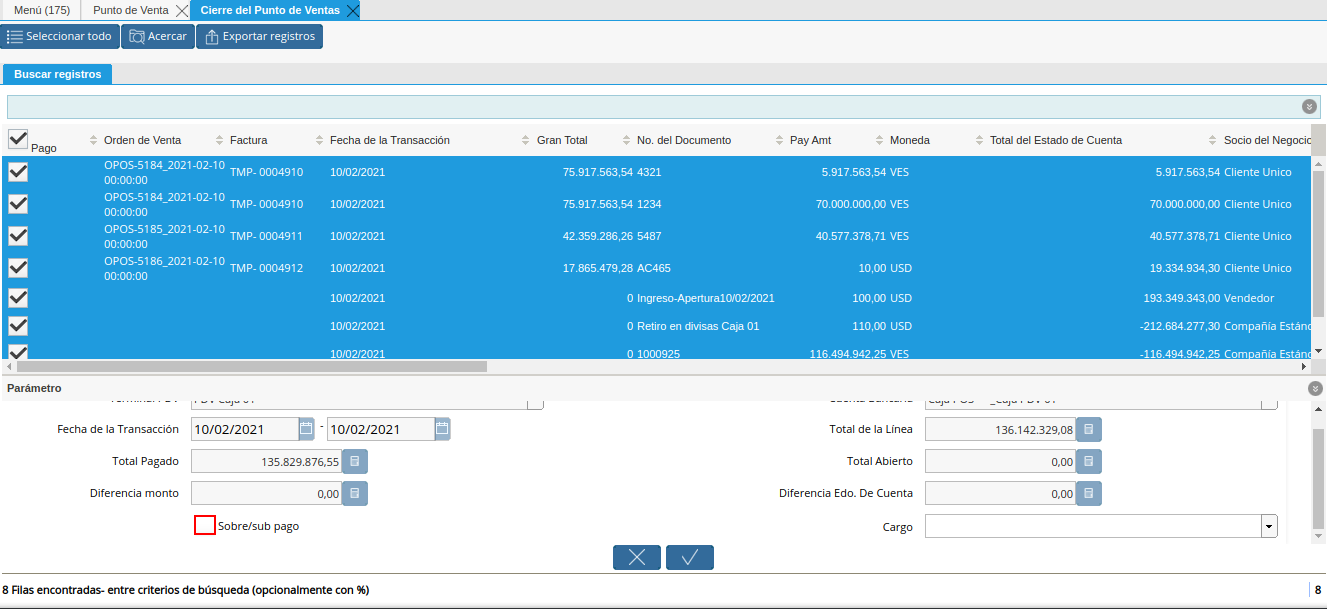 Menú (175) Punto de Venta Cierre del Punto de Ventas
Seleccionar todo Acercar Exportar registros
Buscar registros
Pago Orden de Venta Factura Fecha de la Transacción Gran Total No. del Documento Pay Amt Moneda Total del Estado de Cuenta Socio del Negocio
OPOS-5184_2021-02-10
00:00:00 TMP- 0004910 10/02/2021 75.917.563,54 4321 5.917.563,54 VES 5.917.563,54 Cliente Unico
OPOS-5184_2021-02-10
00:00:00 TMP- 0004910 10/02/2021 75.917.563,54 1234 70.000.000,00 VES 70.000.000,00 Cliente Unico
OPOS-5185_2021-02-10
00:00:00 TMP- 0004911 10/02/2021 42.359.286,26 5487 40.577.378,71 VES 40.577.378,71 Cliente Unico
OPOS-5186_2021-02-10
00:00:00 TMP- 0004912 10/02/2021 17.865.479,28 AC465 10,00 USD 19.334.934,30 Cliente Unico
10/02/2021 0 Ingreso-Apertura10/02/2021 100,00 USD 193.349.343,00 Vendedor
10/02/2021 0 Retiro en divisas Caja 01 110,00 USD -212.684.277,30 Compañía Estánd
10/02/2021 0 1000925 116.494.942,25 VES -116.494.942,25 Compañía Estánd
Parámetro
Fecha de la Transacción 10/02/2021 - 10/02/2021 Total de la Línea 136.142.329,08
Total Pagado 135.829.876,55 Total Abierto 0,00
Diferencia monto 0,00 Diferencia Edo. De Cuenta 0,00
Sobre/sub pago Cargo
8 Filas encontradas- entre criterios de búsqueda (opcionalmente con %) 8